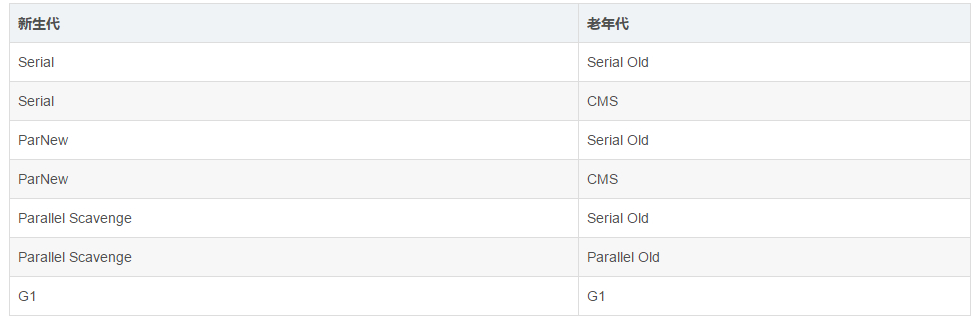 新生代 老年代
Serial Serial Old
Serial CMS
ParNew Serial Old
ParNew CMS
Parallel Scavenge Serial Old
Parallel Scavenge Parallel Old
G1 G1